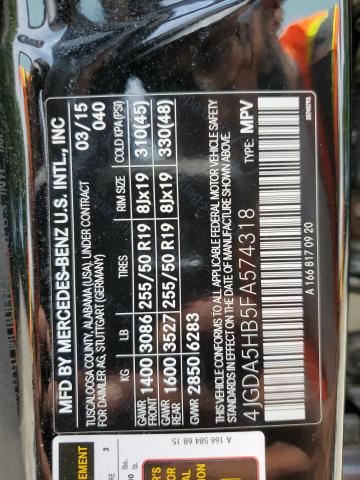 MFD BY MERCEDES-BENZ U.S. INT'L., INC
TUSCALOOSA COUNTY, ALABAMA (USA), UNDER CONTRACT 03/15
FOR DAIMLER AG, STUTTGART (GERMANY) 040
KG LB TIRES RIM SIZE COLD KPA(PSI)
GAWR FRONT 1400 3086 255/50 R19 8Jx19 310(45)
GAWR REAR 1600 3527 255/50 R19 8Jx19 330(48)
GVWR 2850 6283
THIS VEHICLE CONFORMS TO ALL APPLICABLE FEDERAL MOTOR VEHICLE SAFETY
STANDARDS IN EFFECT ON THE DATE OF MANUFACTURE SHOWN ABOVE.
4JGDA5HB5FA574318 TYPE: MPV
A 166 817 09 20
A 166 584 68 15
3
lbs.